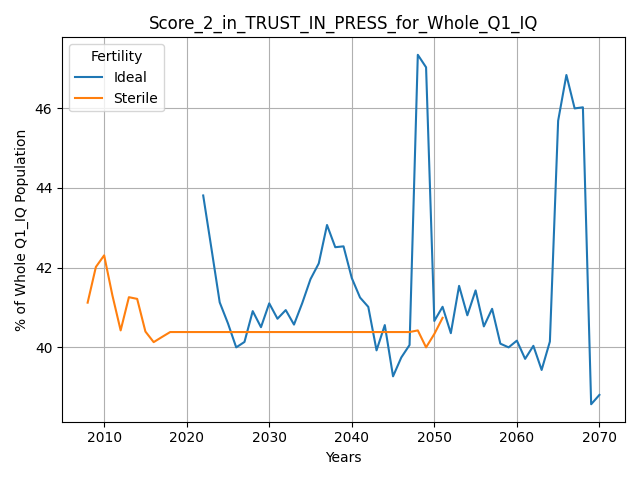 Score_2_in_TRUST_IN_PRESS_for_Whole_Q1_IQ
Fertility
Ideal
Sterile
% of Whole Q1_IQ Population
46
44
42
40
2010 2020 2030 2040 2050 2060 2070
Years